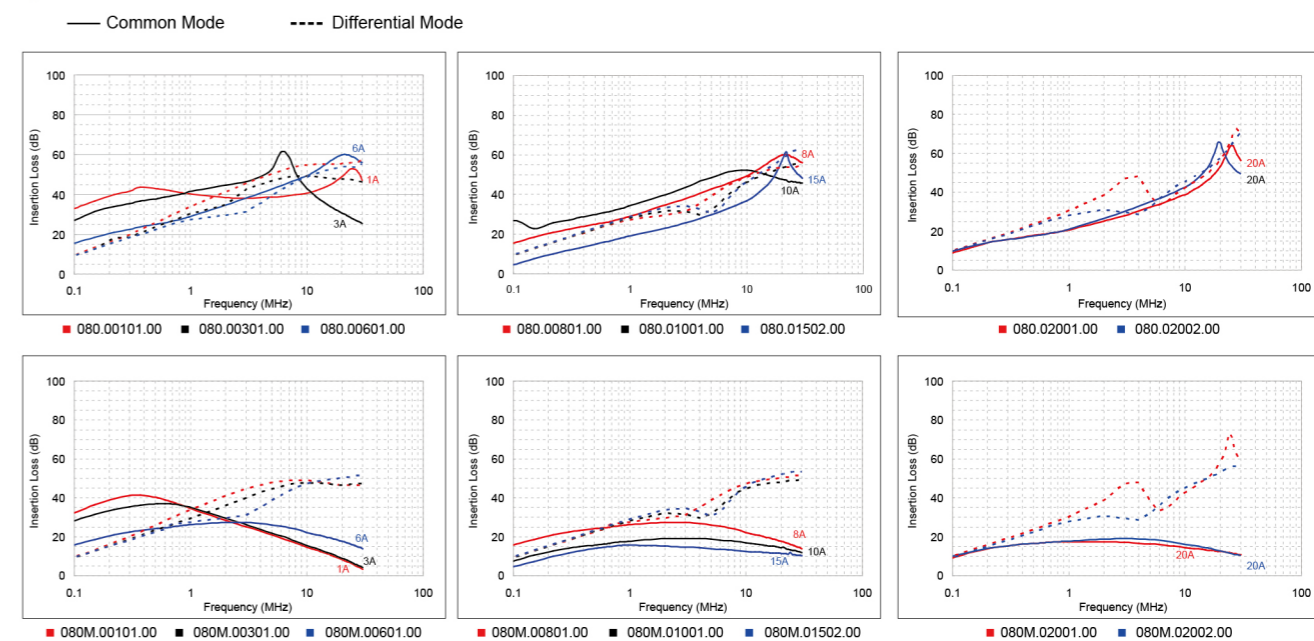 Common Mode
Differential Mode
Insertion Loss (dB)
100
80
60
40
20
0
6A
1A
3A
0.1 1 10 100
Frequency (MHz)
080.00101.00 080.00301.00 080.00601.00
Insertion Loss (dB)
100
80
60
40
20
0
8A
15A
10A
0.1 1 10 100
Frequency (MHz)
080.00801.00 080.01001.00 080.01502.00
Insertion Loss (dB)
100
80
60
40
20
0
20A
20A
0.1 1 10 100
Frequency (MHz)
080.02001.00 080.02002.00
Insertion Loss (dB)
100
80
60
40
20
0
6A
3A
1A
0.1 1 10 100
Frequency (MHz)
080M.00101.00 080M.00301.00 080M.00601.00
Insertion Loss (dB)
100
80
60
40
20
0
8A
10A
15A
0.1 1 10 100
Frequency (MHz)
080M.00801.00 080M.01001.00 080M.01502.00
Insertion Loss (dB)
100
80
60
40
20
0
20A
20A
0.1 1 10 100
Frequency (MHz)
080M.02001.00 080M.02002.00